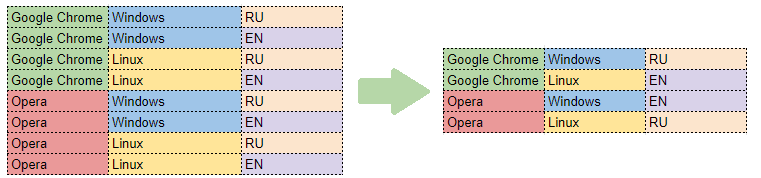 Google Chrome Windows RU
Google Chrome Windows EN
Google Chrome Linux RU
Google Chrome Linux EN
Opera Windows RU
Opera Windows EN
Opera Linux RU
Opera Linux EN
Google Chrome Windows RU
Google Chrome Linux EN
Opera Windows EN
Opera Linux RU